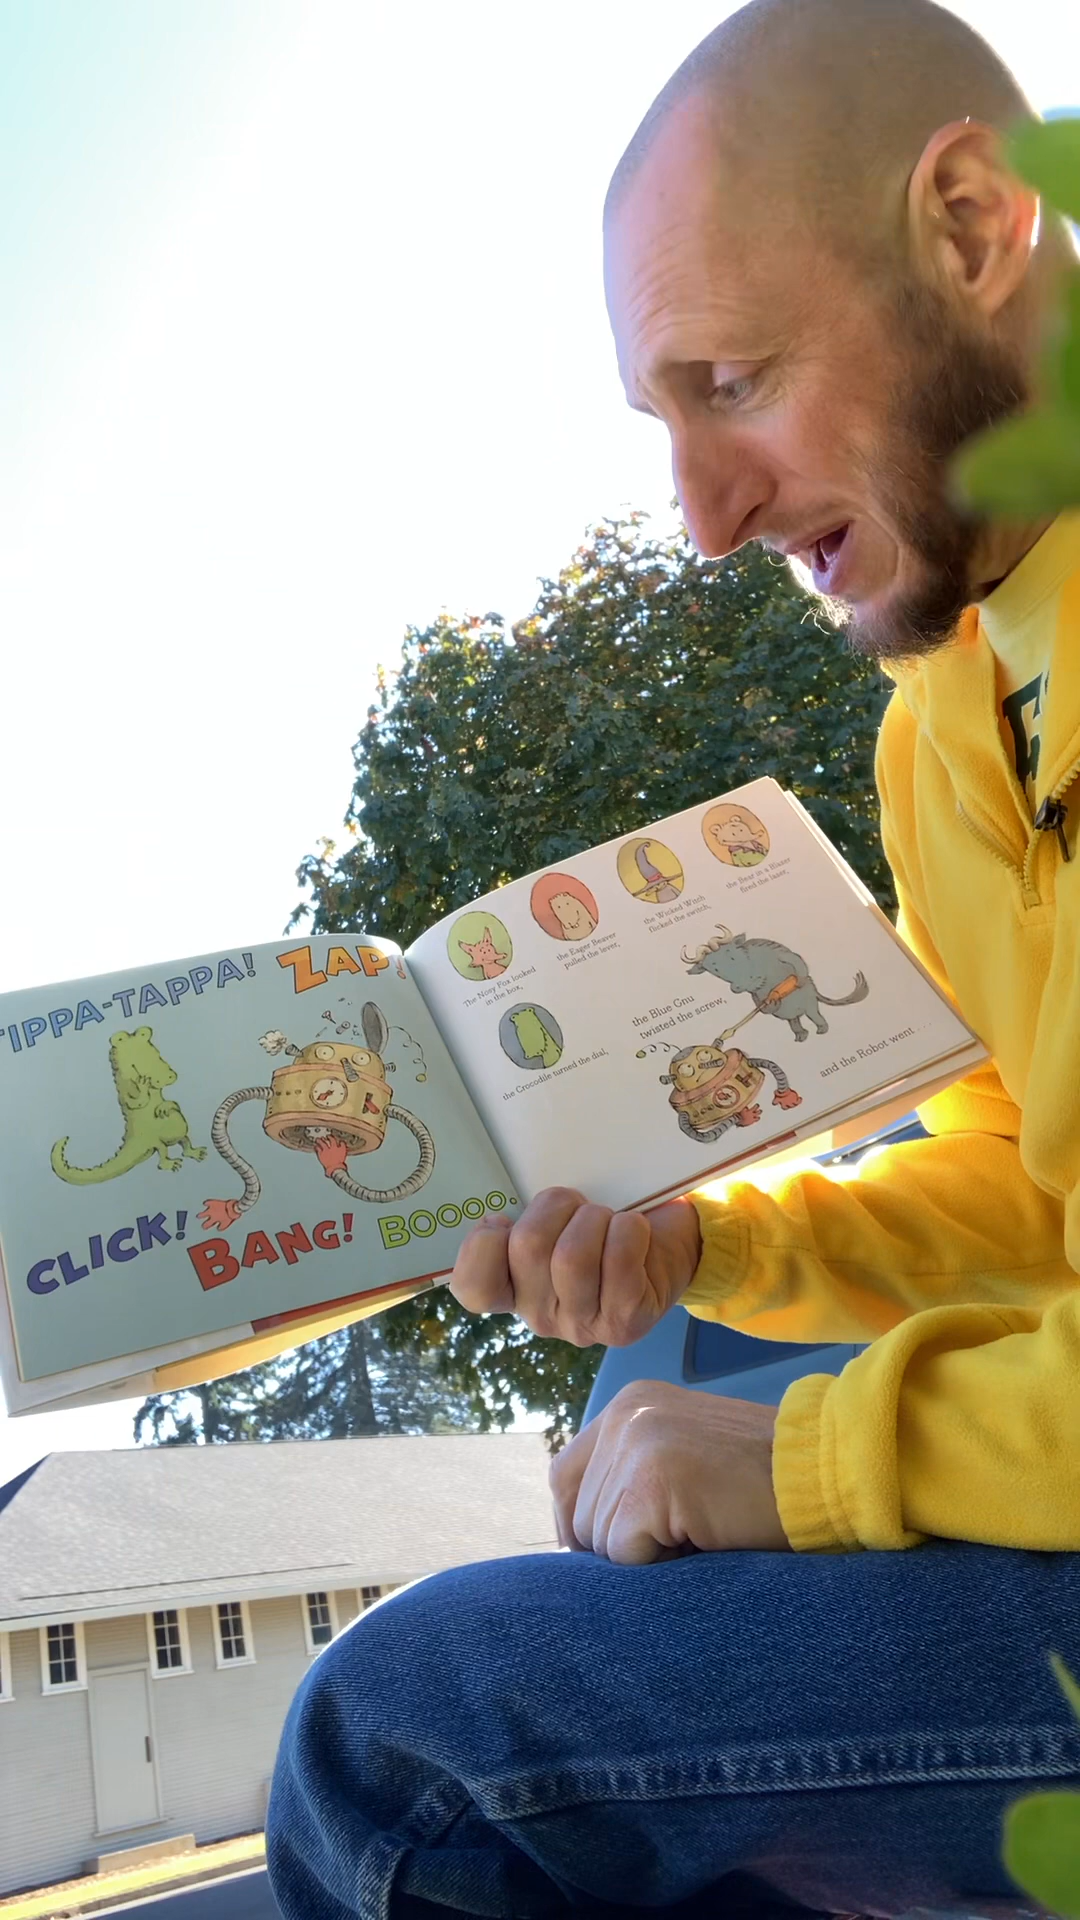 TIPPA-TAPPA! ZAP!
CLICK! BANG! BOOOO.
The Nosy Fox looked
in the box,
the Eager Beaver
pulled the lever,
the Wicked Witch
flicked the switch,
the Bear in a Blazer
fired the laser,
the Crocodile turned the dial,
the Blue Gnu
twisted the screw,
and the Robot went . . . .